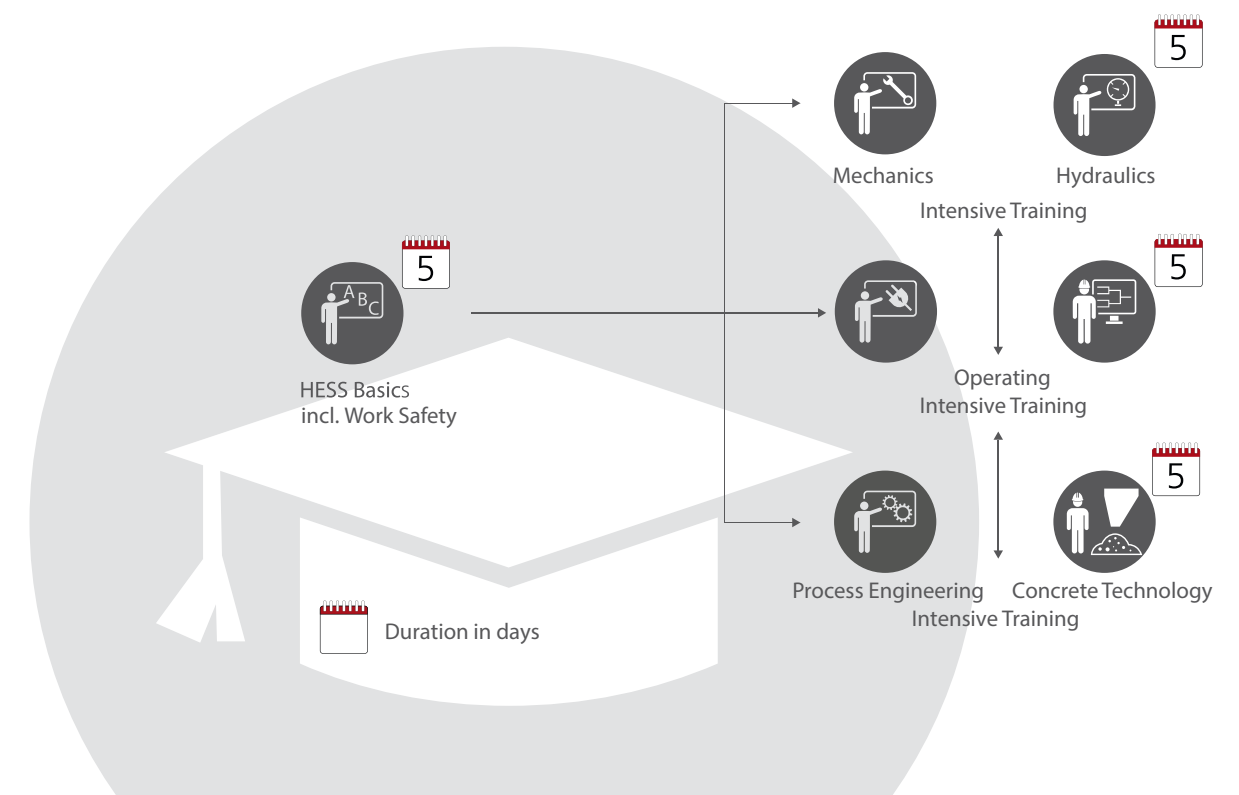 5
Mechanics
Hydraulics
Intensive Training
5
A B C
HESS Basics
incl. Work Safety
5
Operating
Intensive Training
5
Process Engineering
Concrete Technology
Intensive Training
Duration in days